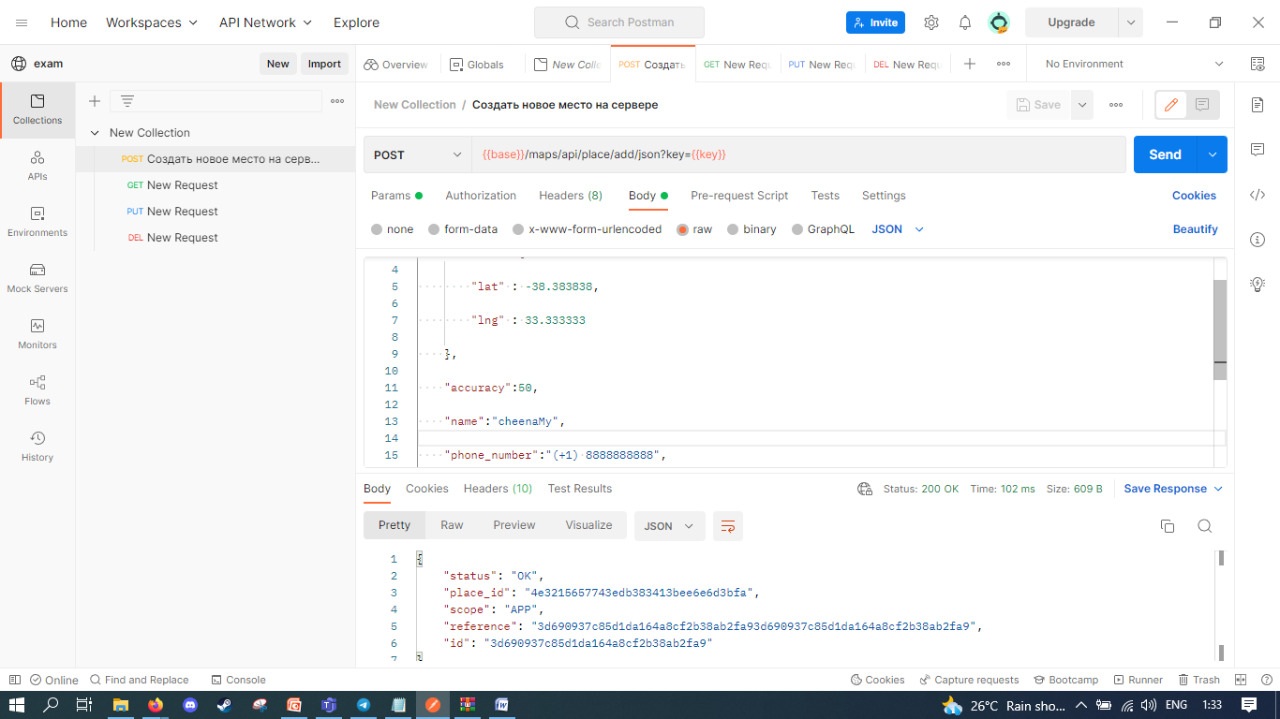 Home Workspaces API Network Explore Search Postman Invite Upgrade
exam New Import Overview Globals New Coll POST Создать GET New Requ PUT New Requ DEL New Requ No Environment
Collections
APIs
Environments
Mock Servers
Monitors
Flows
History
New Collection
POST Создать новое место на серв...
GET New Request
PUT New Request
DEL New Request
New Collection / Создать новое место на сервере Save
POST {{base}}/maps/api/place/add/json?key={{key}} Send
Params Authorization Headers (8) Body Pre-request Script Tests Settings Cookies
none form-data x-www-form-urlencoded raw binary GraphQL JSON Beautify
4
5 "lat" : -38.383838,
6
7 "lng" : 33.333333
8
9 },
10
11 "accuracy":50,
12
13 "name":"cheenaMy",
14
15 "phone_number":"(+1) 8888888888",
Body Cookies Headers (10) Test Results Status: 200 OK Time: 102 ms Size: 609 B Save Response
Pretty Raw Preview Visualize JSON
1 {
2 "status": "OK",
3 "place_id": "4e3215657743edb383413bee6e6d3bfa",
4 "scope": "APP",
5 "reference": "3d690937c85d1da164a8cf2b38ab2fa93d690937c85d1da164a8cf2b38ab2fa9",
6 "id": "3d690937c85d1da164a8cf2b38ab2fa9"
7 }
Online Find and Replace Console Cookies Capture requests Bootcamp Runner Trash
26°C Rain sho... ENG 1:33